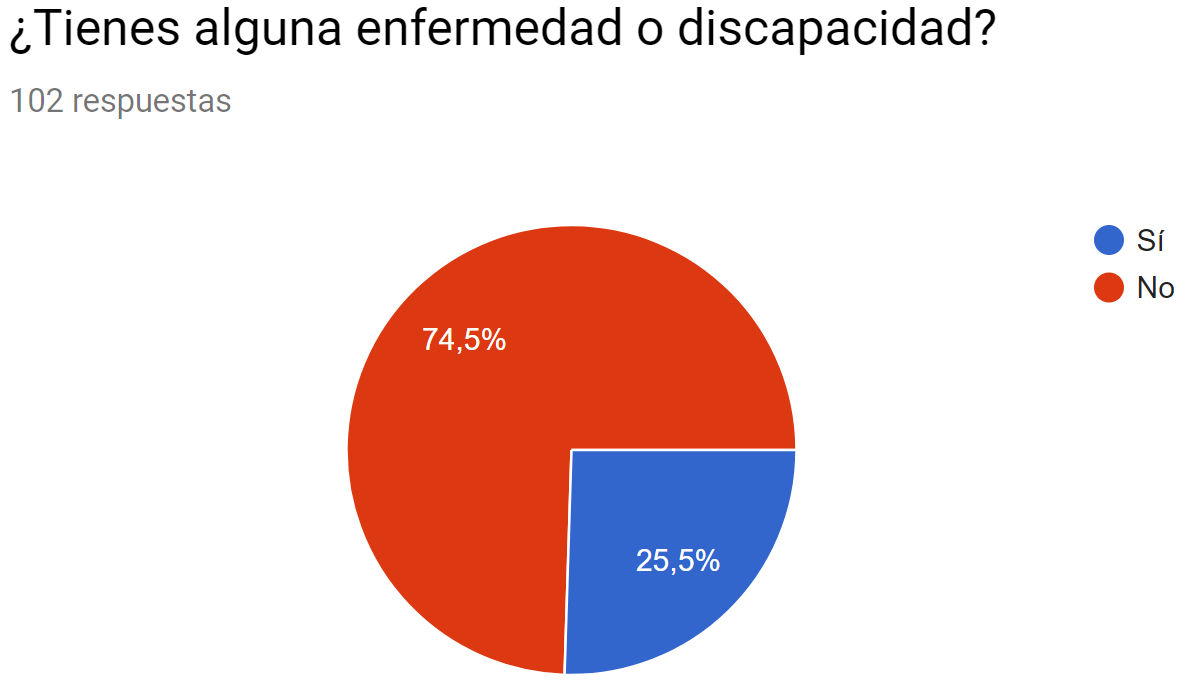 ¿Tienes alguna enfermedad o discapacidad?
102 respuestas
Sí
No
74,5%
25,5%